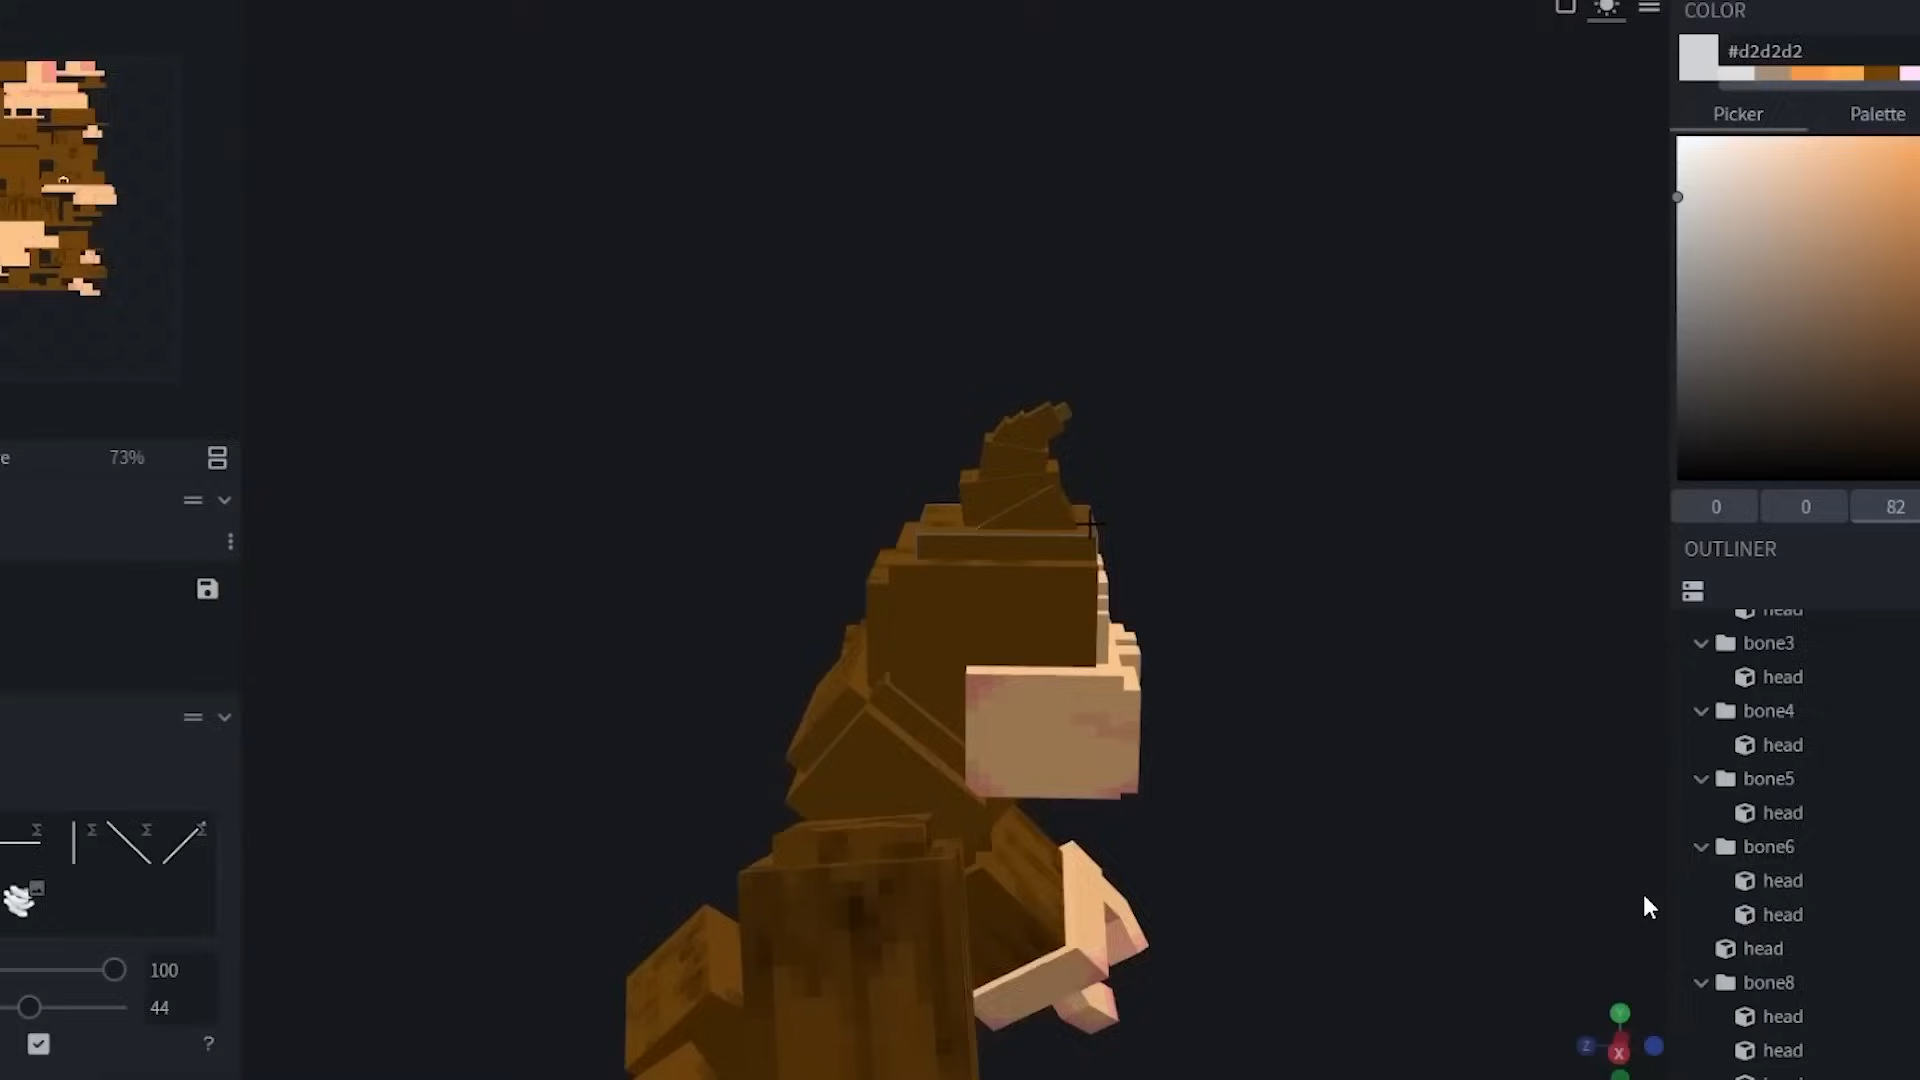 COLOR
#d2d2d2
Picker Palette
0 0 82
e 73%
OUTLINER
head
bone3
head
bone4
head
bone5
head
bone6
head
head
head
bone8
head
head
Σ Σ Σ Σ
100
44
?
Y
Z X